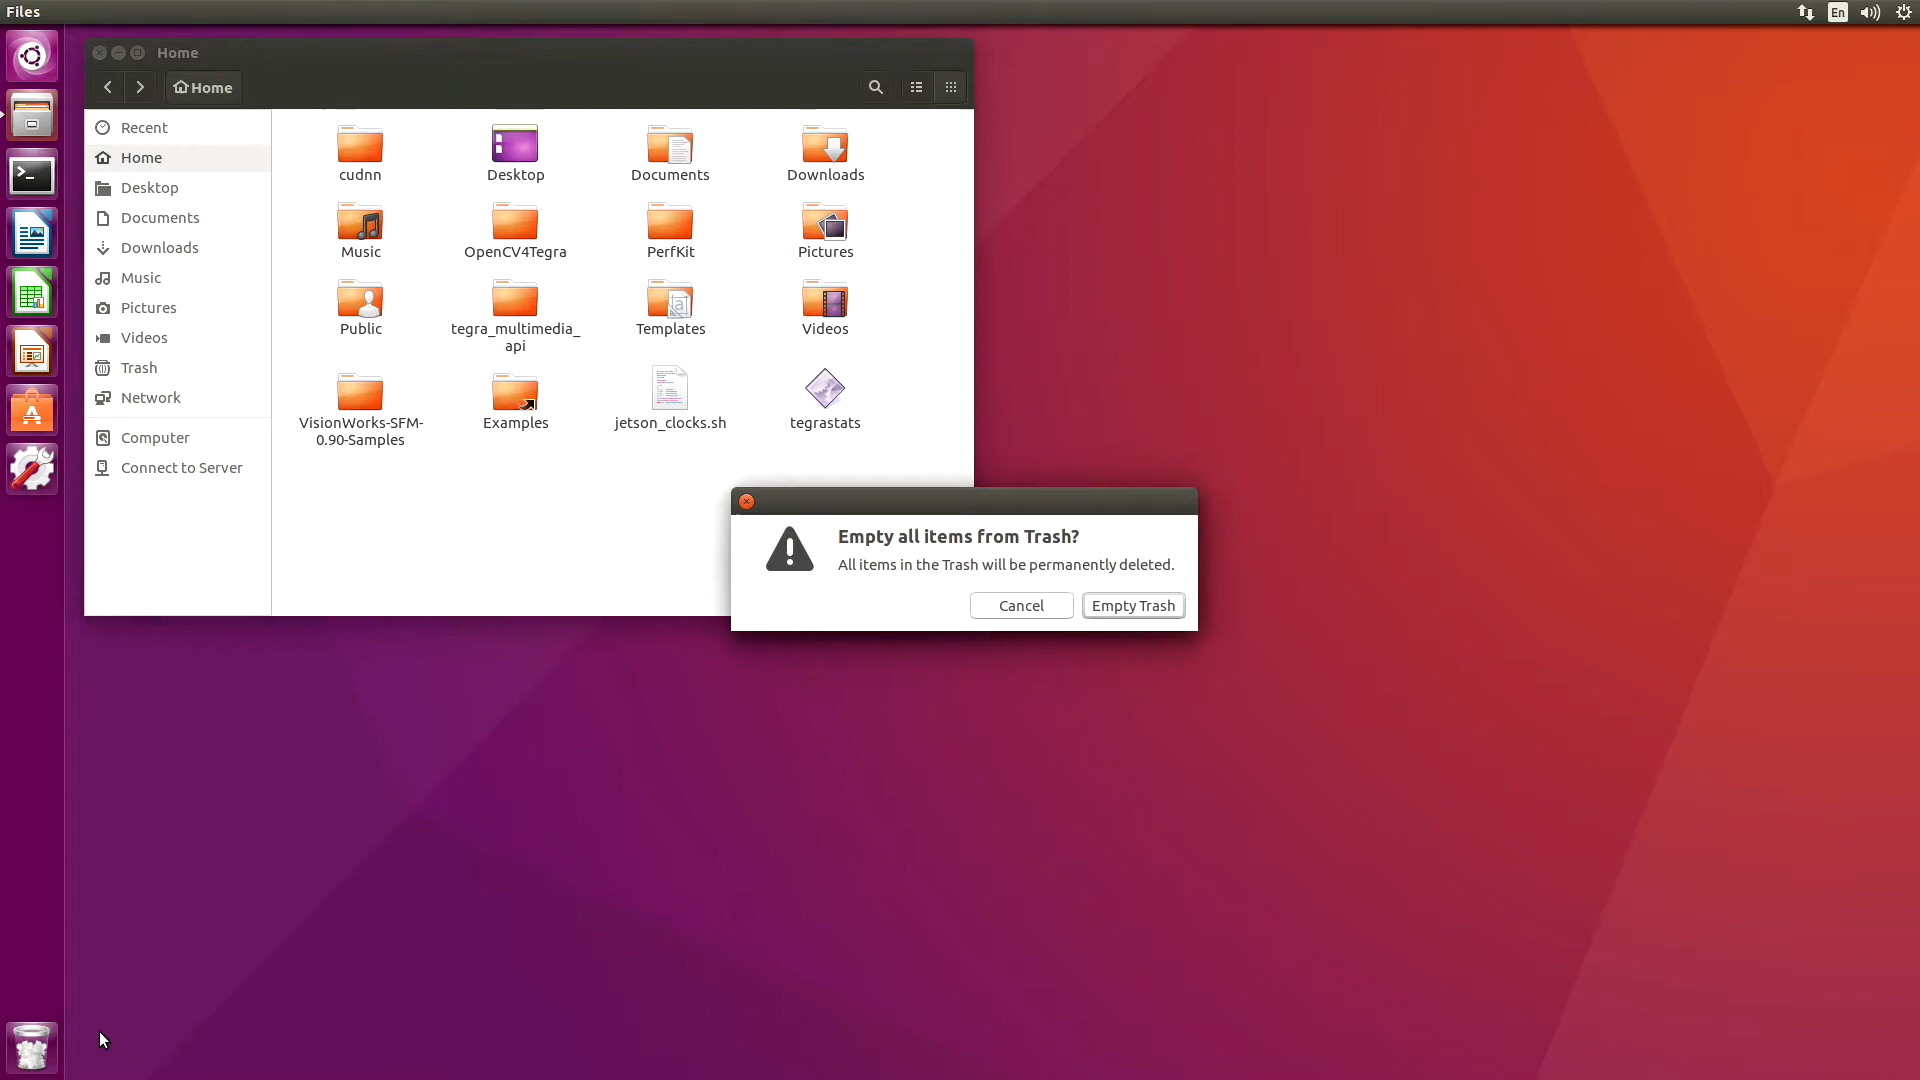 Files
En
Home
Home
Recent
Home
Desktop
Documents
Downloads
Music
Pictures
Videos
Trash
Network
Computer
Connect to Server
cudnn
Desktop
Documents
Downloads
Music
OpenCV4Tegra
PerfKit
Pictures
Public
tegra_multimedia_
api
Templates
Videos
VisionWorks-SFM-
0.90-Samples
Examples
jetson_clocks.sh
tegrastats
Empty all items from Trash?
All items in the Trash will be permanently deleted.
Cancel
Empty Trash